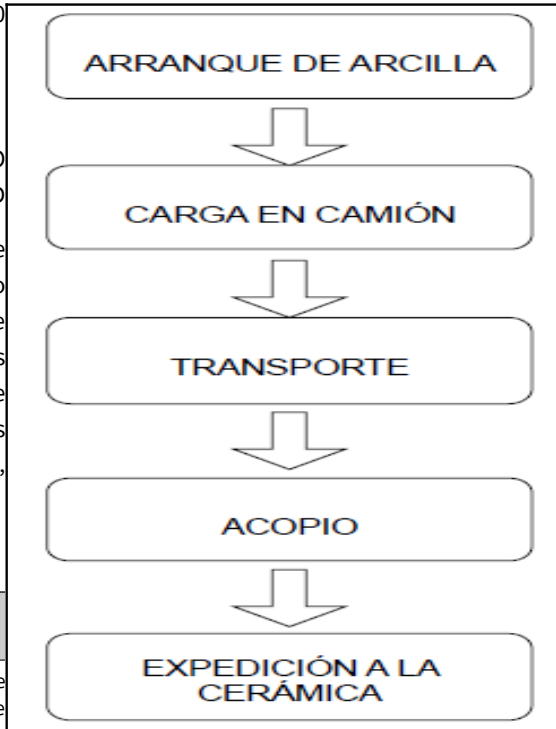 ARRANQUE DE ARCILLA
CARGA EN CAMIÓN
TRANSPORTE
ACOPIO
EXPEDICIÓN A LA
CERÁMICA